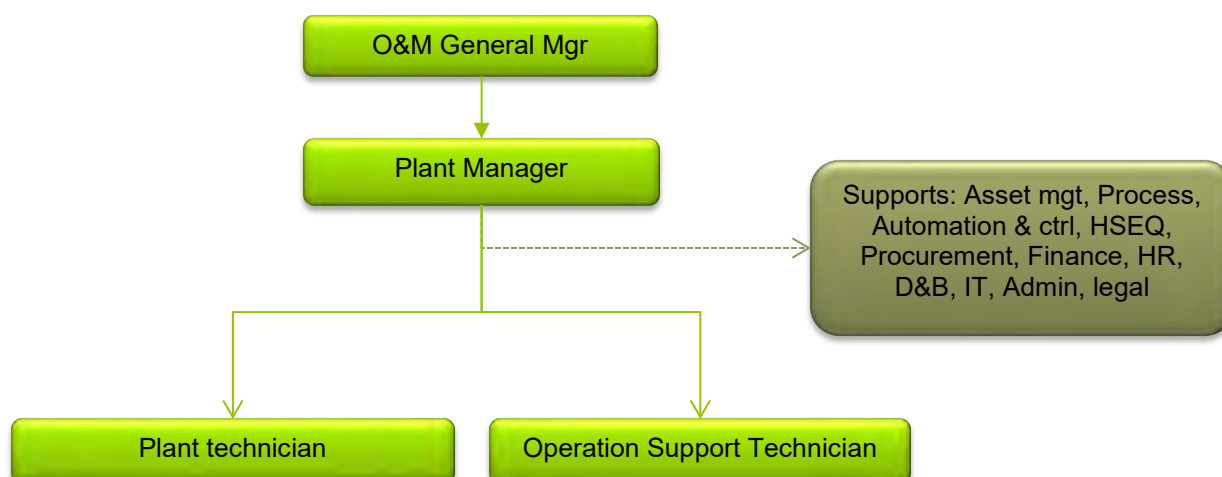 O&M General Mgr
Plant Manager
Supports: Asset mgt, Process,
Automation & ctrl, HSEQ,
Procurement, Finance, HR,
D&B, IT, Admin, legal
Plant technician
Operation Support Technician